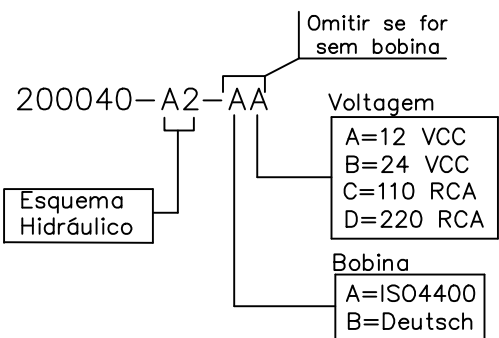 Omitir se for
sem bobina
200040-A2-AA
Voltagem
A=12 VCC
B=24 VCC
C=110 RCA
D=220 RCA
Esquema
Hidráulico
Bobina
A=ISO4400
B=Deutsch